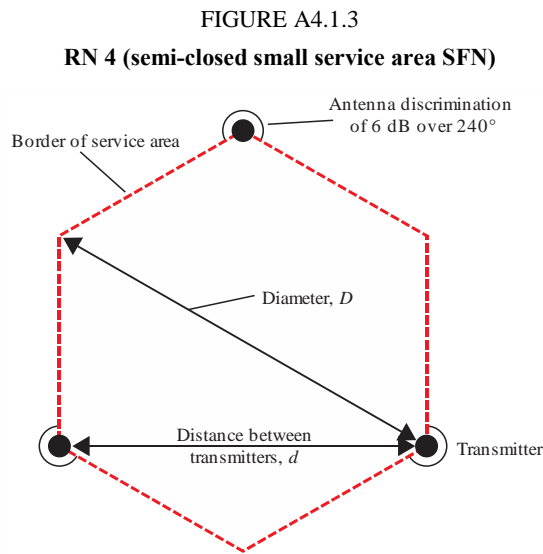 FIGURE A4.1.3
RN 4 (semi-closed small service area SFN)
Antenna discrimination
of 6 dB over 240°
Border of service area
Diameter, D
Distance between
transmitters, d
Transmitter